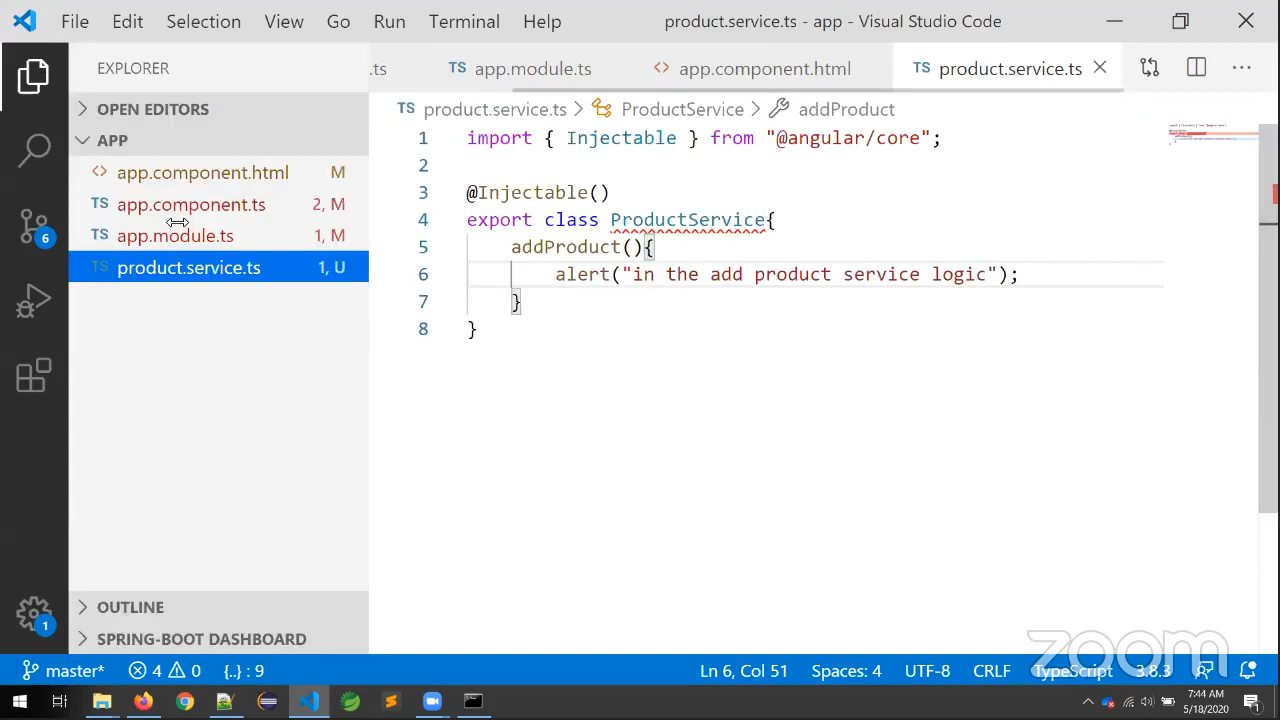 File Edit Selection View Go Run Terminal Help product.service.ts - app - Visual Studio Code
EXPLORER
.ts TS app.module.ts <> app.component.html TS product.service.ts
OPEN EDITORS
TS product.service.ts > ProductService > addProduct
APP
app.component.html M
TS app.component.ts 2, M
TS app.module.ts 1, M
TS product.service.ts 1, U
1 import { Injectable } from "@angular/core";
2
3 @Injectable()
4 export class ProductService{
5 addProduct(){
6 alert("in the add product service logic");
7 }
8 }
6
1
OUTLINE
SPRING-BOOT DASHBOARD
zoom
master* 4 0 {..} : 9 Ln 6, Col 51 Spaces: 4 UTF-8 CRLF TypeScript 3.8.3
7:44 AM
5/18/2020
1